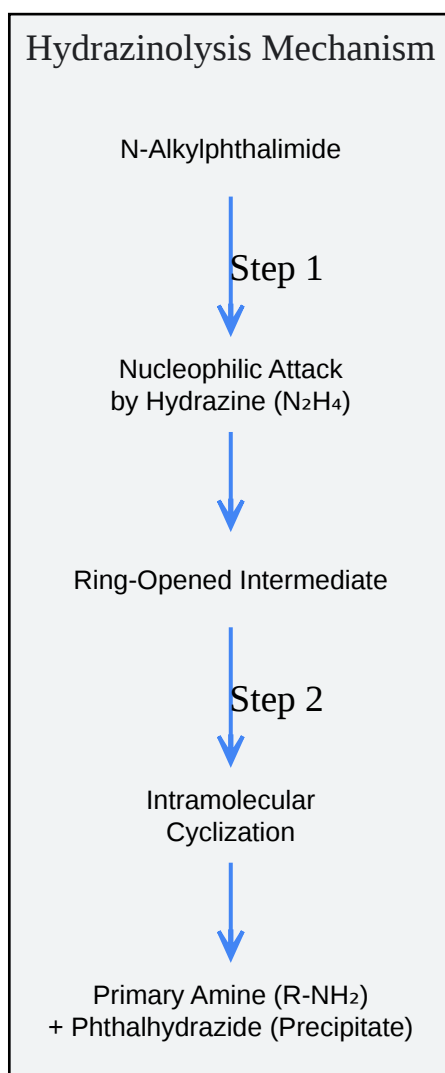 Hydrazinolysis Mechanism
N-Alkylphthalimide
Step 1
Nucleophilic Attack
by Hydrazine (N₂H₄)
Ring-Opened Intermediate
Step 2
Intramolecular
Cyclization
Primary Amine (R-NH₂)
+ Phthalhydrazide (Precipitate)